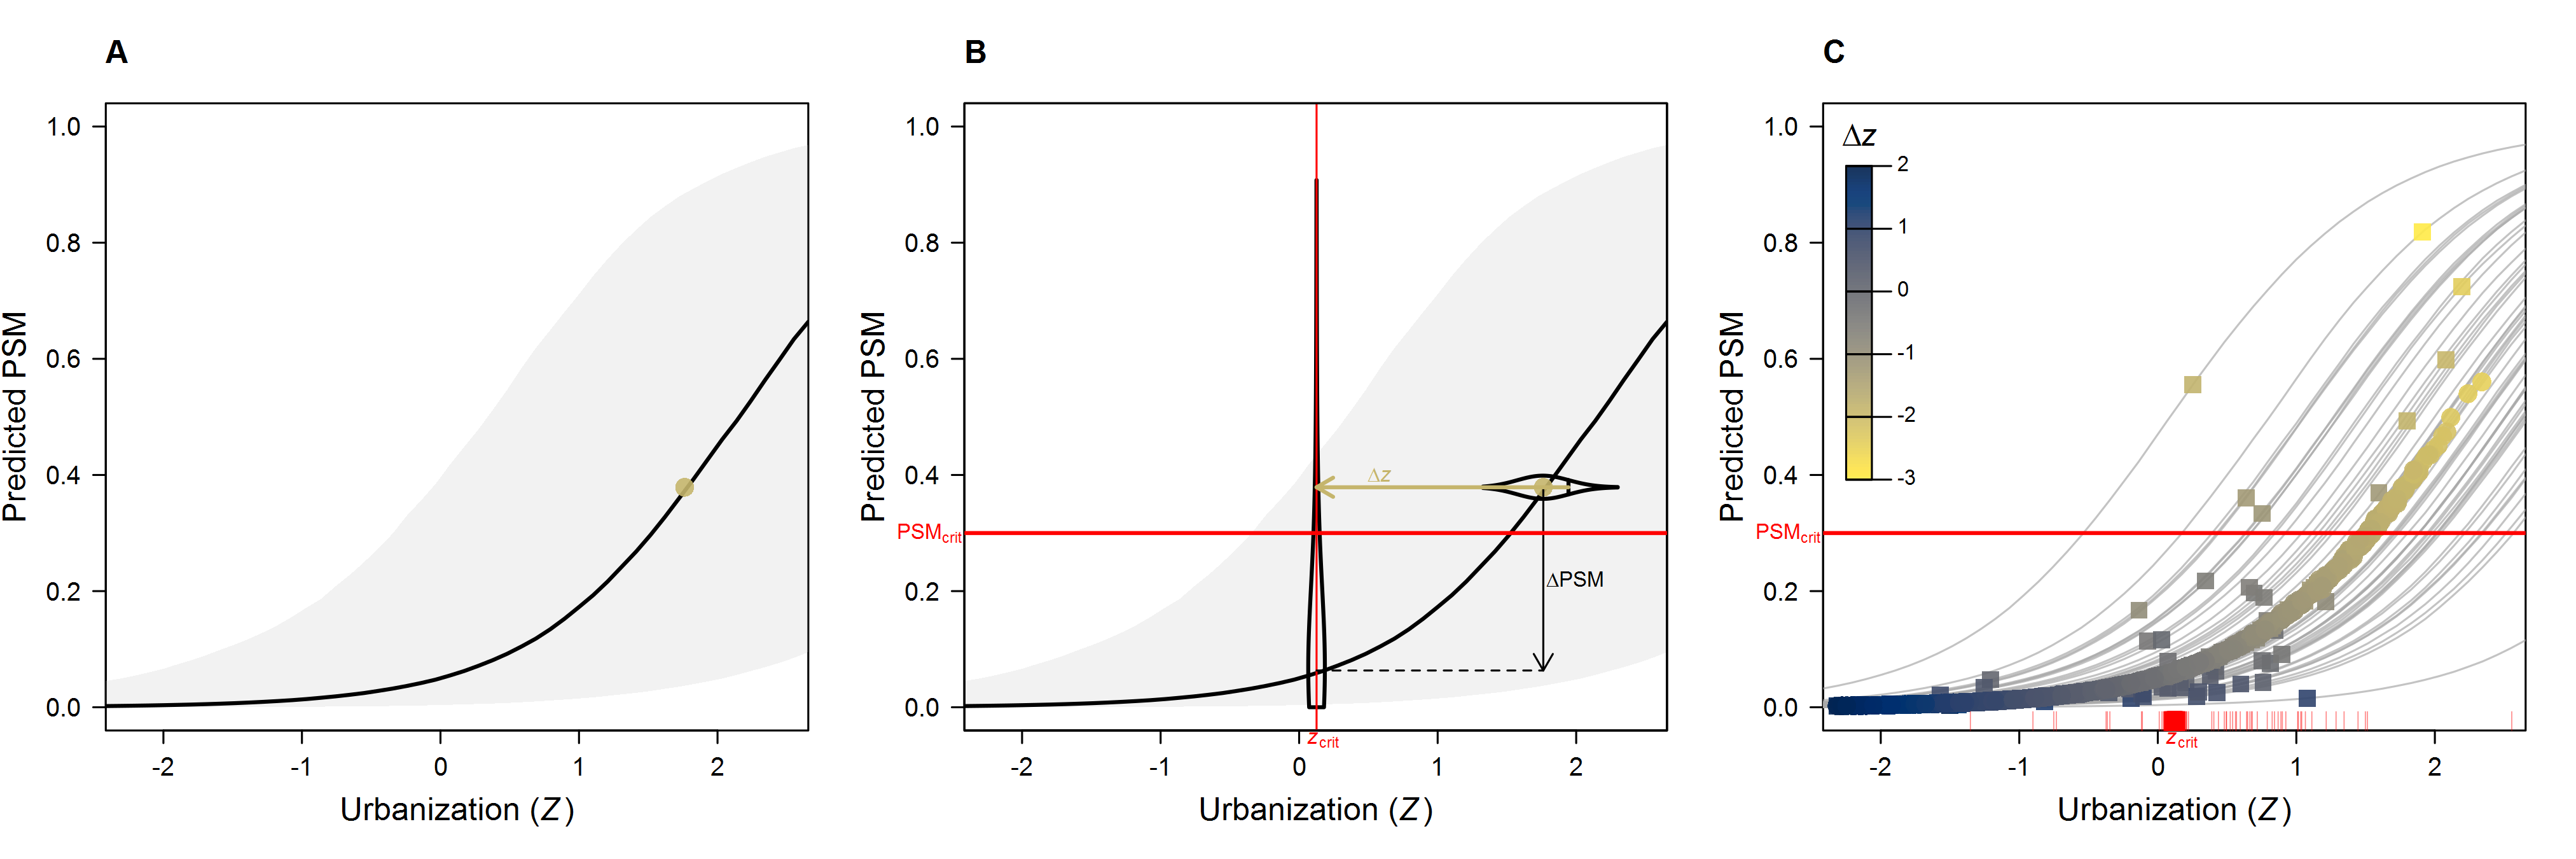 A
1.0
0.8
0.6
0.4
0.2
0.0
Predicted PSM
-2 -1 0 1 2
Urbanization (Z)
B
1.0
0.8
0.6
0.4
0.2
0.0
Predicted PSM
PSMcrit
Δz
ΔPSM
zcrit
-2 -1 0 1 2
Urbanization (Z)
C
1.0
0.8
0.6
0.4
0.2
0.0
Predicted PSM
PSMcrit
Δz
2
1
0
-1
-2
-3
zcrit
-2 -1 0 1 2
Urbanization (Z)